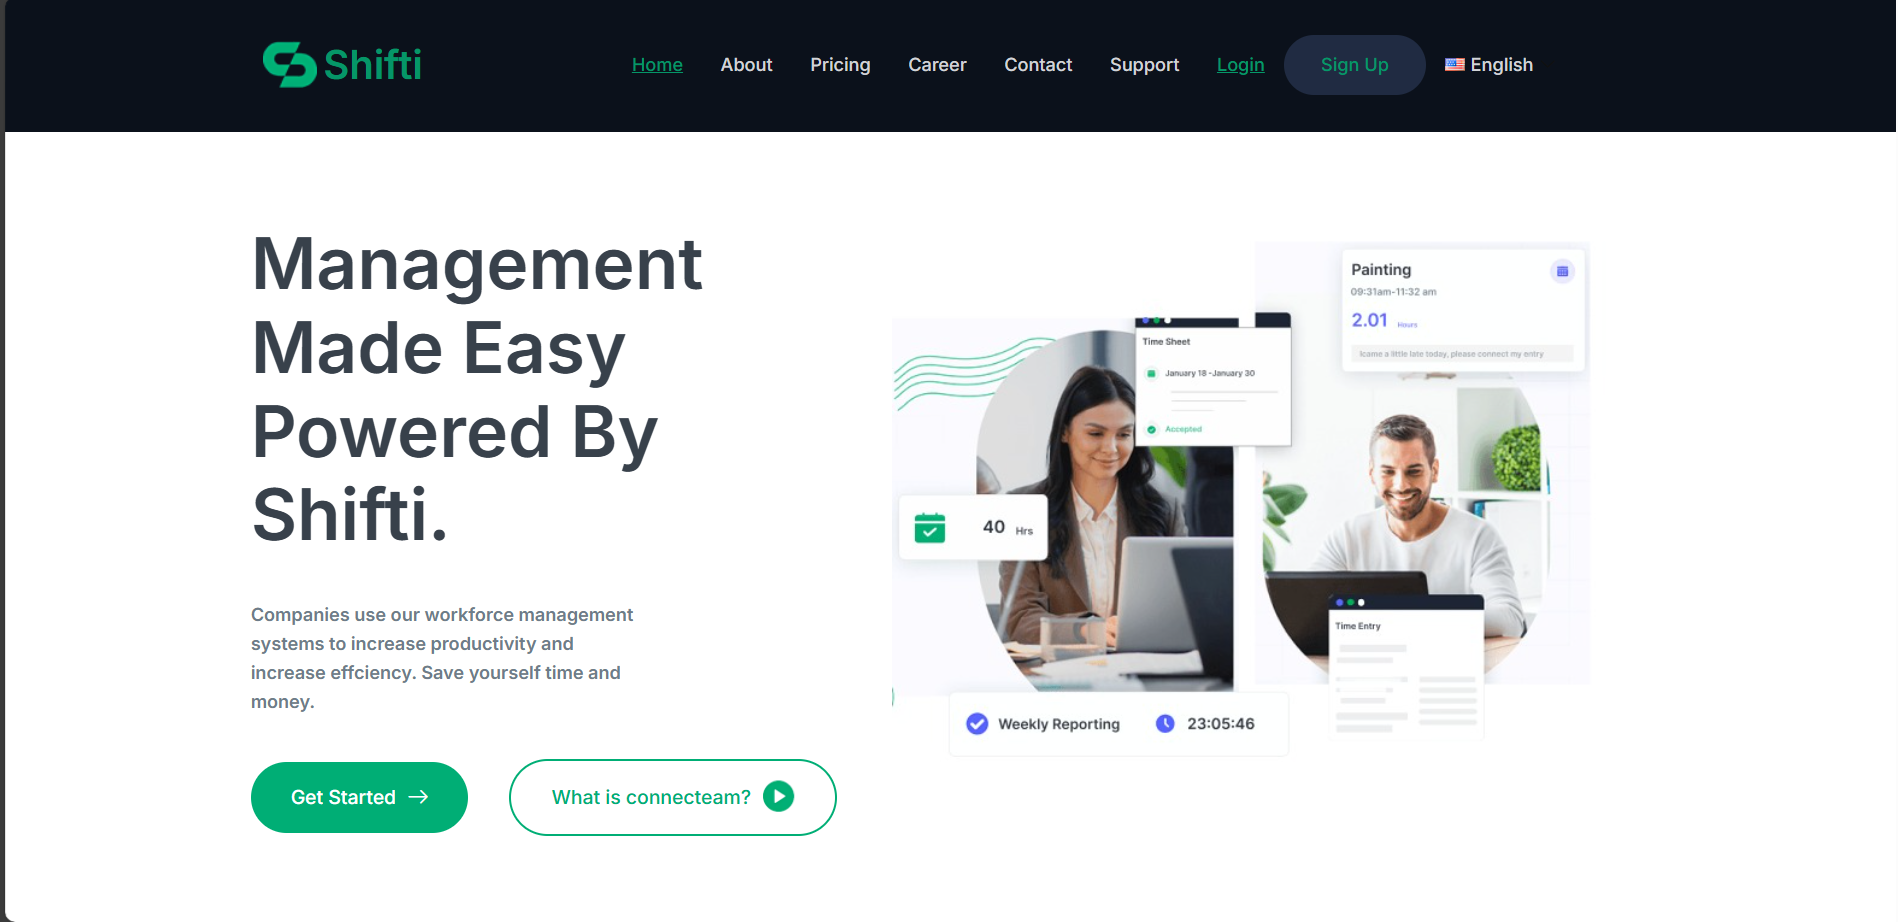 Shifti
Home About Pricing Career Contact Support Login Sign Up English
Management
Made Easy
Powered By
Shifti.
Companies use our workforce management
systems to increase productivity and
increase effciency. Save yourself time and
money.
Get Started
What is connecteam?
Painting
09:31am-11:32 am
2.01 Hours
Icame a little late today, please connect my entry
Time Sheet
January 18 -January 30
Accepted
40 Hrs
Time Entry
Weekly Reporting 23:05:46